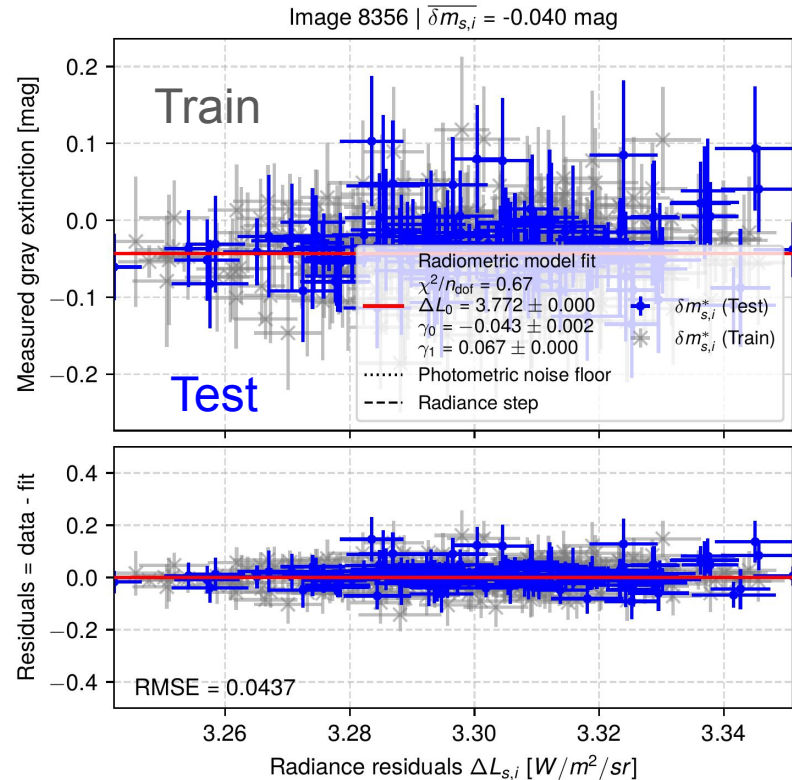 Image 8356 | $\overline{\delta m_{s,i}}$ = -0.040 mag
Measured gray extinction [mag]
0.2
0.1
0.0
−0.1
−0.2
Train
Test
Radiometric model fit
χ²/n_dof = 0.67
ΔL₀ = 3.772 ± 0.000
γ₀ = −0.043 ± 0.002
γ₁ = 0.067 ± 0.000
Photometric noise floor
Radiance step
δm*_{s,i} (Test)
δm*_{s,i} (Train)
Residuals = data - fit
0.4
0.2
0.0
−0.2
−0.4
RMSE = 0.0437
3.26 3.28 3.30 3.32 3.34
Radiance residuals ΔL_{s,i} [W/m²/sr]